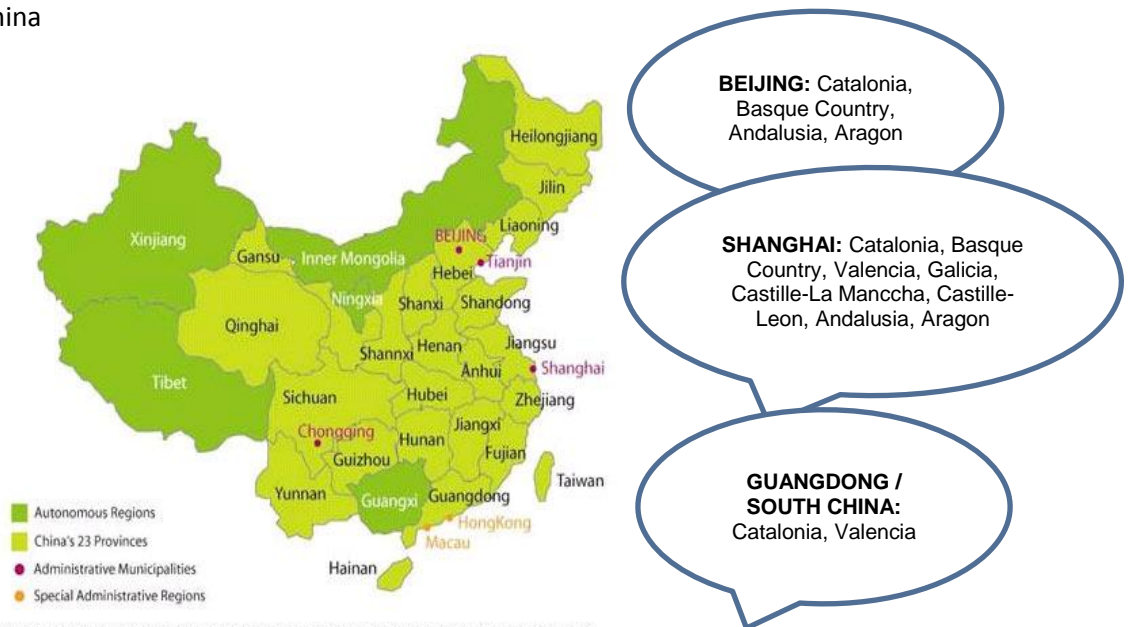 hina
BEIJING: Catalonia,
Basque Country,
Andalusia, Aragon
SHANGHAI: Catalonia, Basque
Country, Valencia, Galicia,
Castille-La Manccha, Castille-
Leon, Andalusia, Aragon
GUANGDONG /
SOUTH CHINA:
Catalonia, Valencia
Heilongjiang
Jilin
Liaoning
Xinjiang
Gansu
Inner Mongolia
BEIJING
Tianjin
Hebei
Ningxia
Shanxi
Shandong
Qinghai
Shannxi
Henan
Jiangsu
Tibet
Anhui
Shanghai
Sichuan
Hubei
Zhejiang
Chongqing
Hunan
Jiangxi
Guizhou
Fujian
Yunnan
Guangxi
Guangdong
Taiwan
HongKong
Macau
Hainan
Autonomous Regions
China's 23 Provinces
Administrative Municipalities
Special Administrative Regions